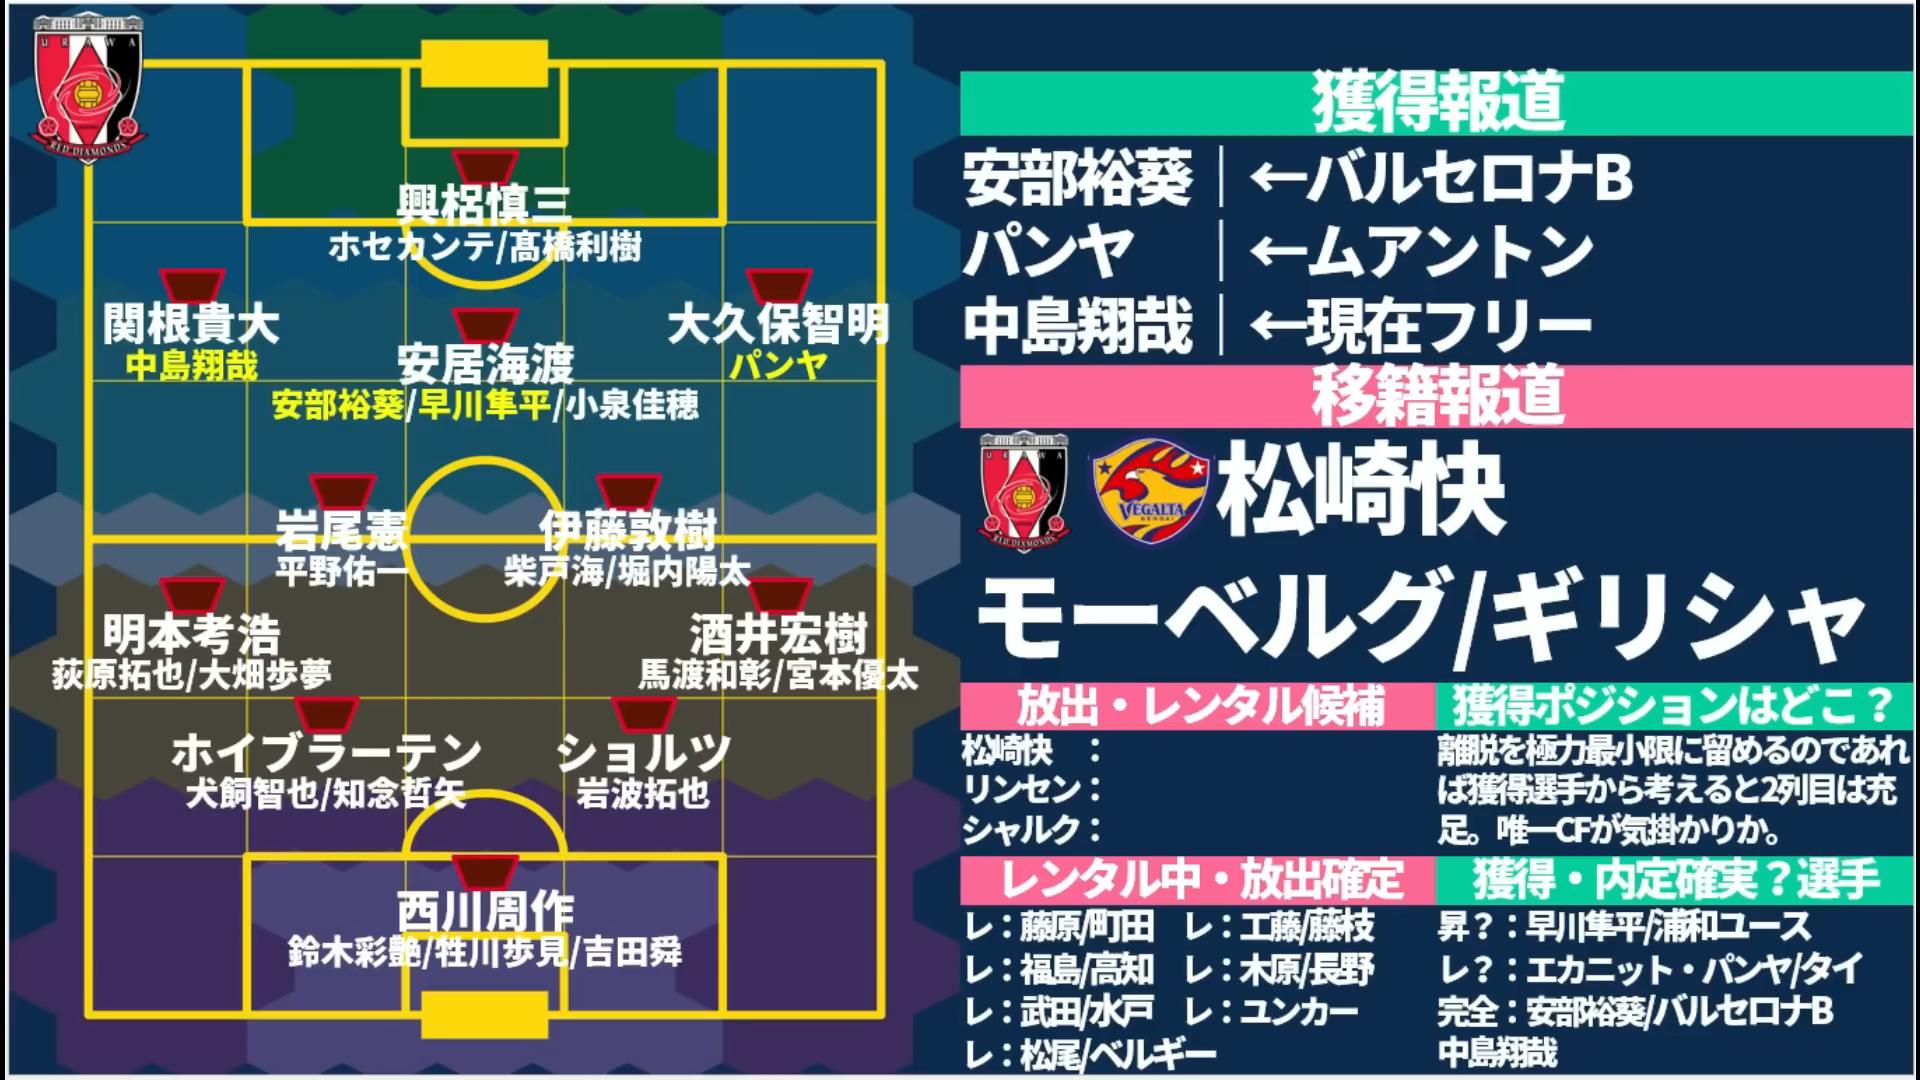 URAWA
RED DIAMONDS
興梠慎三
ホセカンテ/髙橋利樹
関根貴大
中島翔哉
大久保智明
パンヤ
安居海渡
安部裕葵/早川隼平/小泉佳穂
岩尾憲
平野佑一
伊藤敦樹
柴戸海/堀内陽太
明本考浩
荻原拓也/大畑歩夢
酒井宏樹
馬渡和彰/宮本優太
ホイブラーテン
犬飼智也/知念哲矢
ショルツ
岩波拓也
西川周作
鈴木彩艶/牲川歩見/吉田舜
獲得報道
安部裕葵｜←バルセロナB
パンヤ　｜←ムアントン
中島翔哉｜←現在フリー
移籍報道
URAWA
RED DIAMONDS
VEGALTA
SENDAI
松崎快
モーベルグ/ギリシャ
放出・レンタル候補
松崎快　：
リンセン：
シャルク：
獲得ポジションはどこ？
離脱を極力最小限に留めるのであれ
ば獲得選手から考えると2列目は充
足。唯一CFが気掛かりか。
レンタル中・放出確定
レ：藤原/町田　レ：工藤/藤枝
レ：福島/高知　レ：木原/長野
レ：武田/水戸　レ：ユンカー
レ：松尾/ベルギー
獲得・内定確実？選手
昇？：早川隼平/浦和ユース
レ？：エカニット・パンヤ/タイ
完全：安部裕葵/バルセロナB
中島翔哉